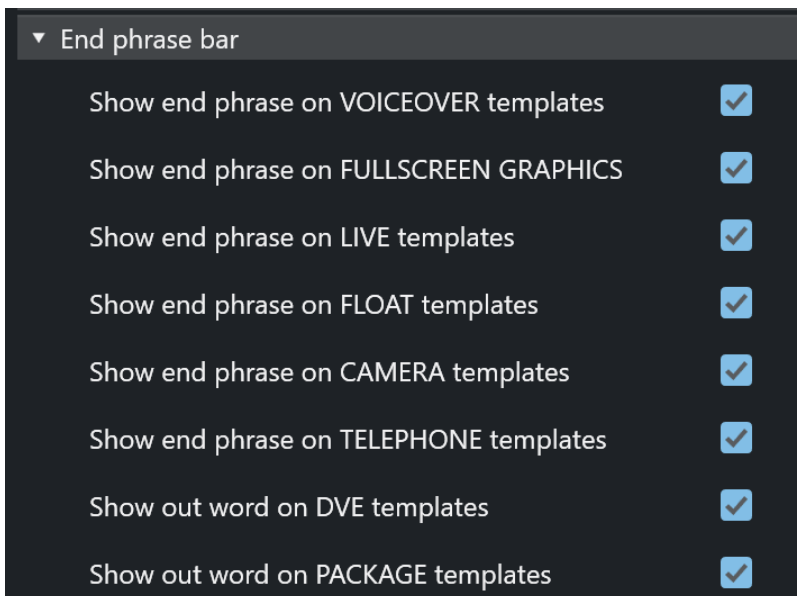 End phrase bar
Show end phrase on VOICEOVER templates
Show end phrase on FULLSCREEN GRAPHICS
Show end phrase on LIVE templates
Show end phrase on FLOAT templates
Show end phrase on CAMERA templates
Show end phrase on TELEPHONE templates
Show out word on DVE templates
Show out word on PACKAGE templates